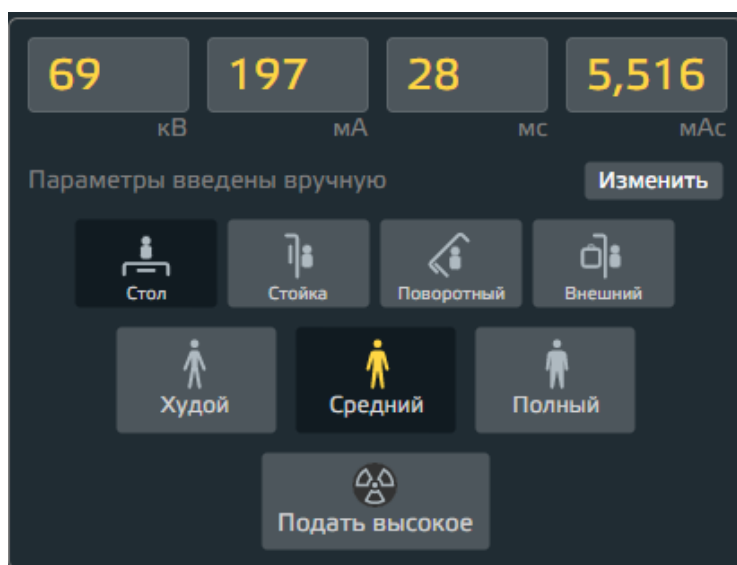 69 197 28 5,516
кВ мА мс мАс
Параметры введены вручную Изменить
Стол Стойка Поворотный Внешний
Худой Средний Полный
Подать высокое